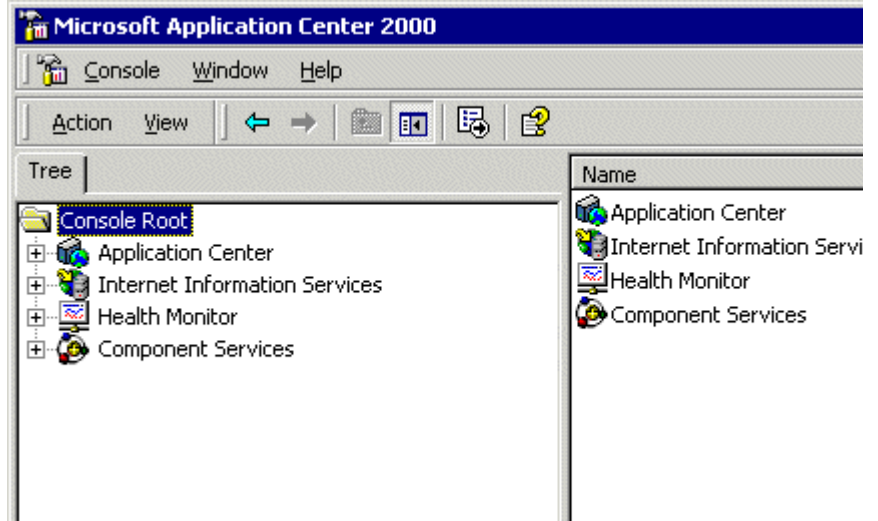 Microsoft Application Center 2000
Console Window Help
Action View
Tree
Console Root
Application Center
Internet Information Services
Health Monitor
Component Services
Name
Application Center
Internet Information Servi
Health Monitor
Component Services